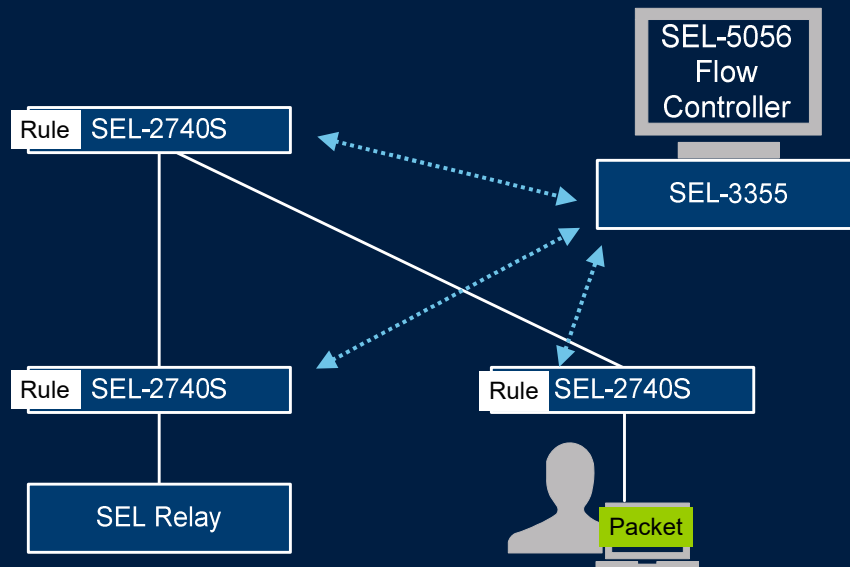 SEL-5056
Flow
Controller
Rule SEL-2740S
SEL-3355
Rule SEL-2740S
Rule SEL-2740S
SEL Relay
Packet